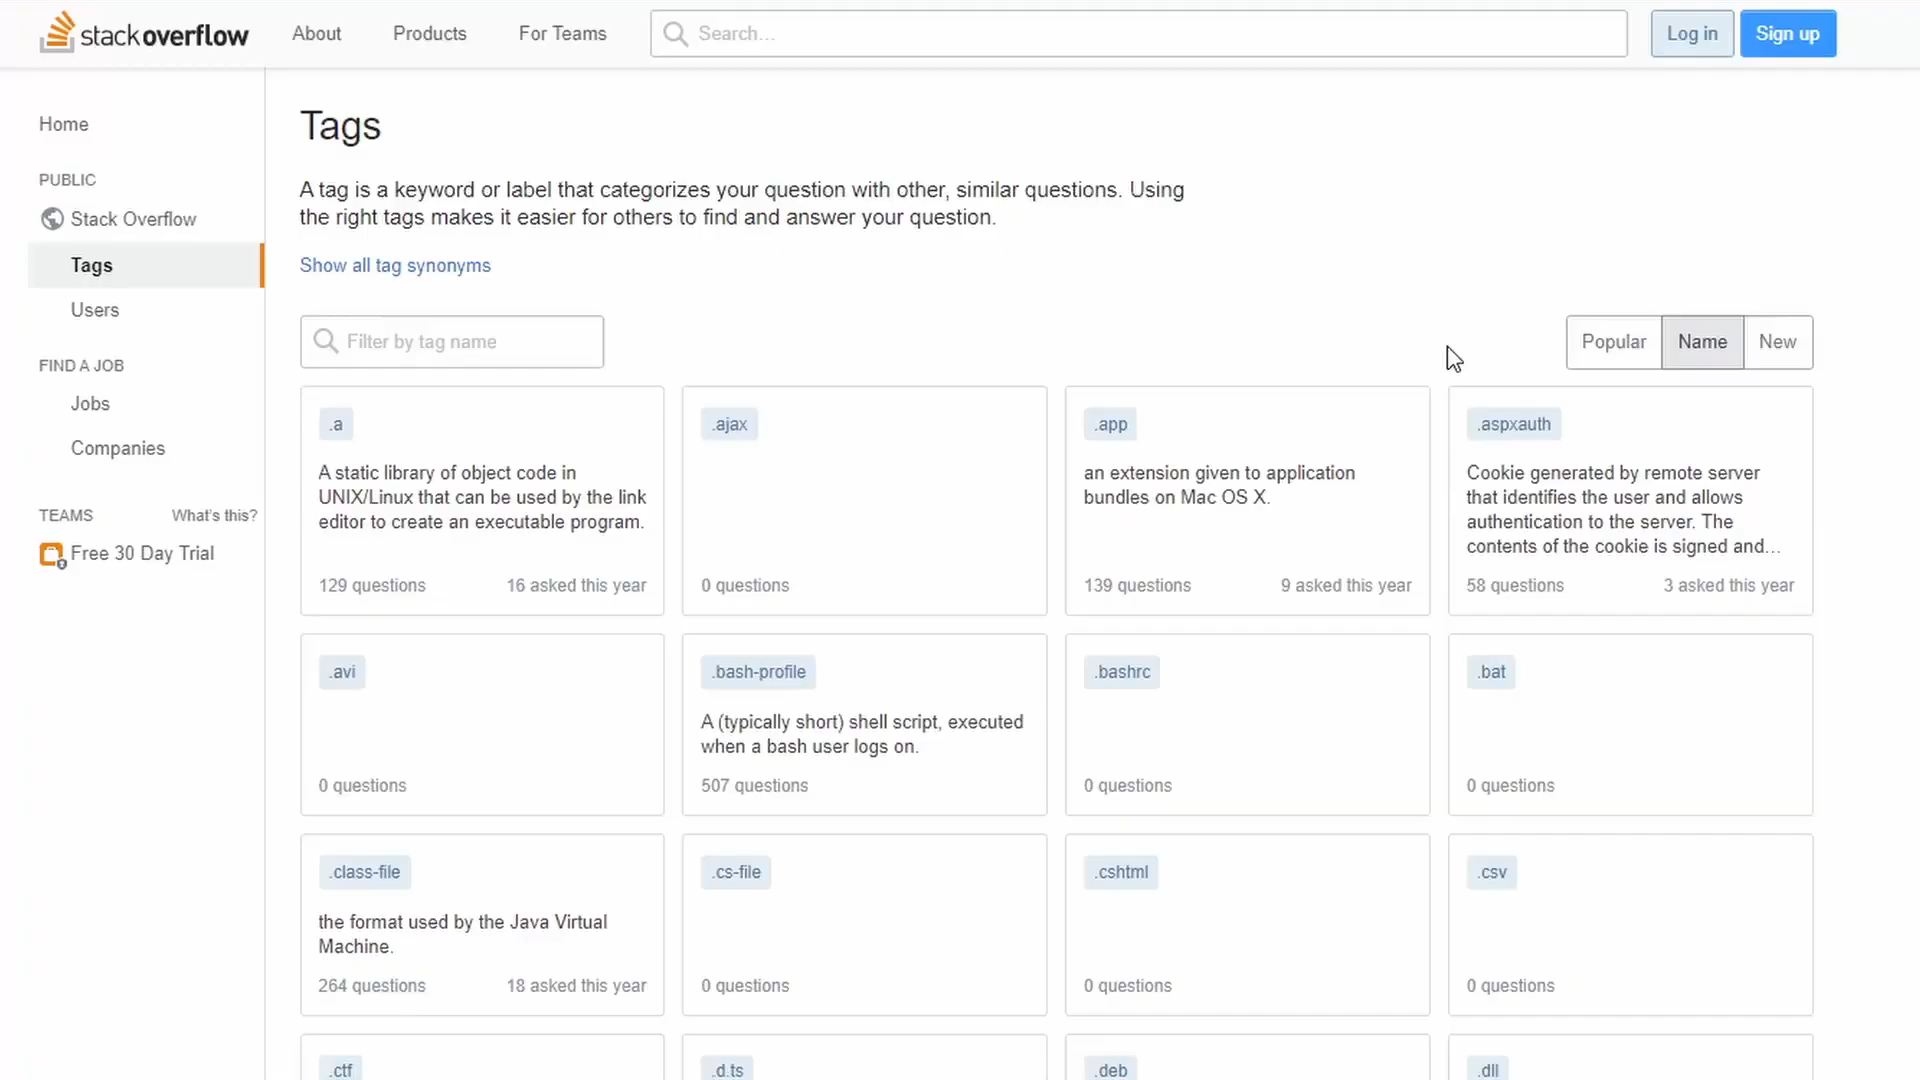 stackoverflow
About
Products
For Teams
Search...
Log in
Sign up
Home
PUBLIC
Stack Overflow
Tags
Users
FIND A JOB
Jobs
Companies
TEAMS What's this?
Free 30 Day Trial
Tags
A tag is a keyword or label that categorizes your question with other, similar questions. Using
the right tags makes it easier for others to find and answer your question.
Show all tag synonyms
Filter by tag name
Popular
Name
New
.a
A static library of object code in
UNIX/Linux that can be used by the link
editor to create an executable program.
129 questions 16 asked this year
.ajax
0 questions
.app
an extension given to application
bundles on Mac OS X.
139 questions 9 asked this year
.aspxauth
Cookie generated by remote server
that identifies the user and allows
authentication to the server. The
contents of the cookie is signed and...
58 questions 3 asked this year
.avi
0 questions
.bash-profile
A (typically short) shell script, executed
when a bash user logs on.
507 questions
.bashrc
0 questions
.bat
0 questions
.class-file
the format used by the Java Virtual
Machine.
264 questions 18 asked this year
.cs-file
0 questions
.cshtml
0 questions
.csv
0 questions
.ctf
.d.ts
.deb
.dll